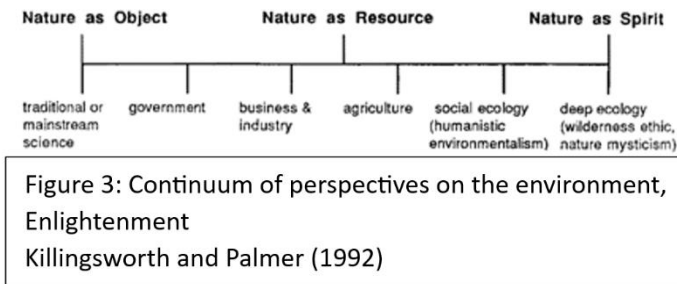 Nature as Object Nature as Resource Nature as Spirit
traditional or mainstream science
government
business & industry
agriculture
social ecology (humanistic environmentalism)
deep ecology (wilderness ethic, nature mysticism)
Figure 3: Continuum of perspectives on the environment,
Enlightenment
Killingsworth and Palmer (1992)